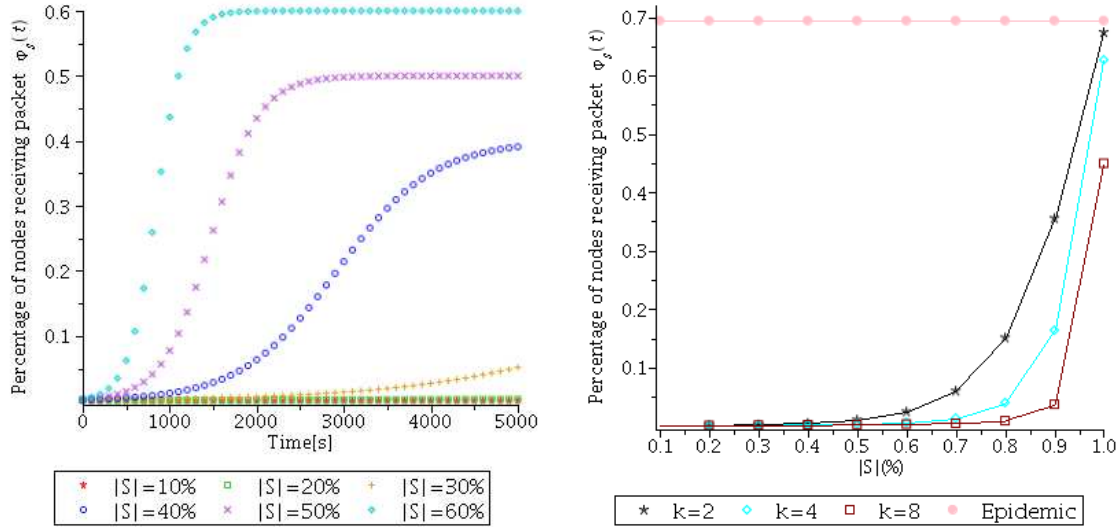 Percentage of nodes receiving packet φ_s(t)
0.6
0.5
0.4
0.3
0.2
0.1
0
1000
2000
3000
4000
5000
Time[s]
|S|=10%
|S|=20%
|S|=30%
|S|=40%
|S|=50%
|S|=60%
Percentage of nodes receiving packet φ_s(t)
0.7
0.6
0.5
0.4
0.3
0.2
0.1
0.1
0.2
0.3
0.4
0.5
0.6
0.7
0.8
0.9
1.0
|S|(%)
k=2
k=4
k=8
Epidemic